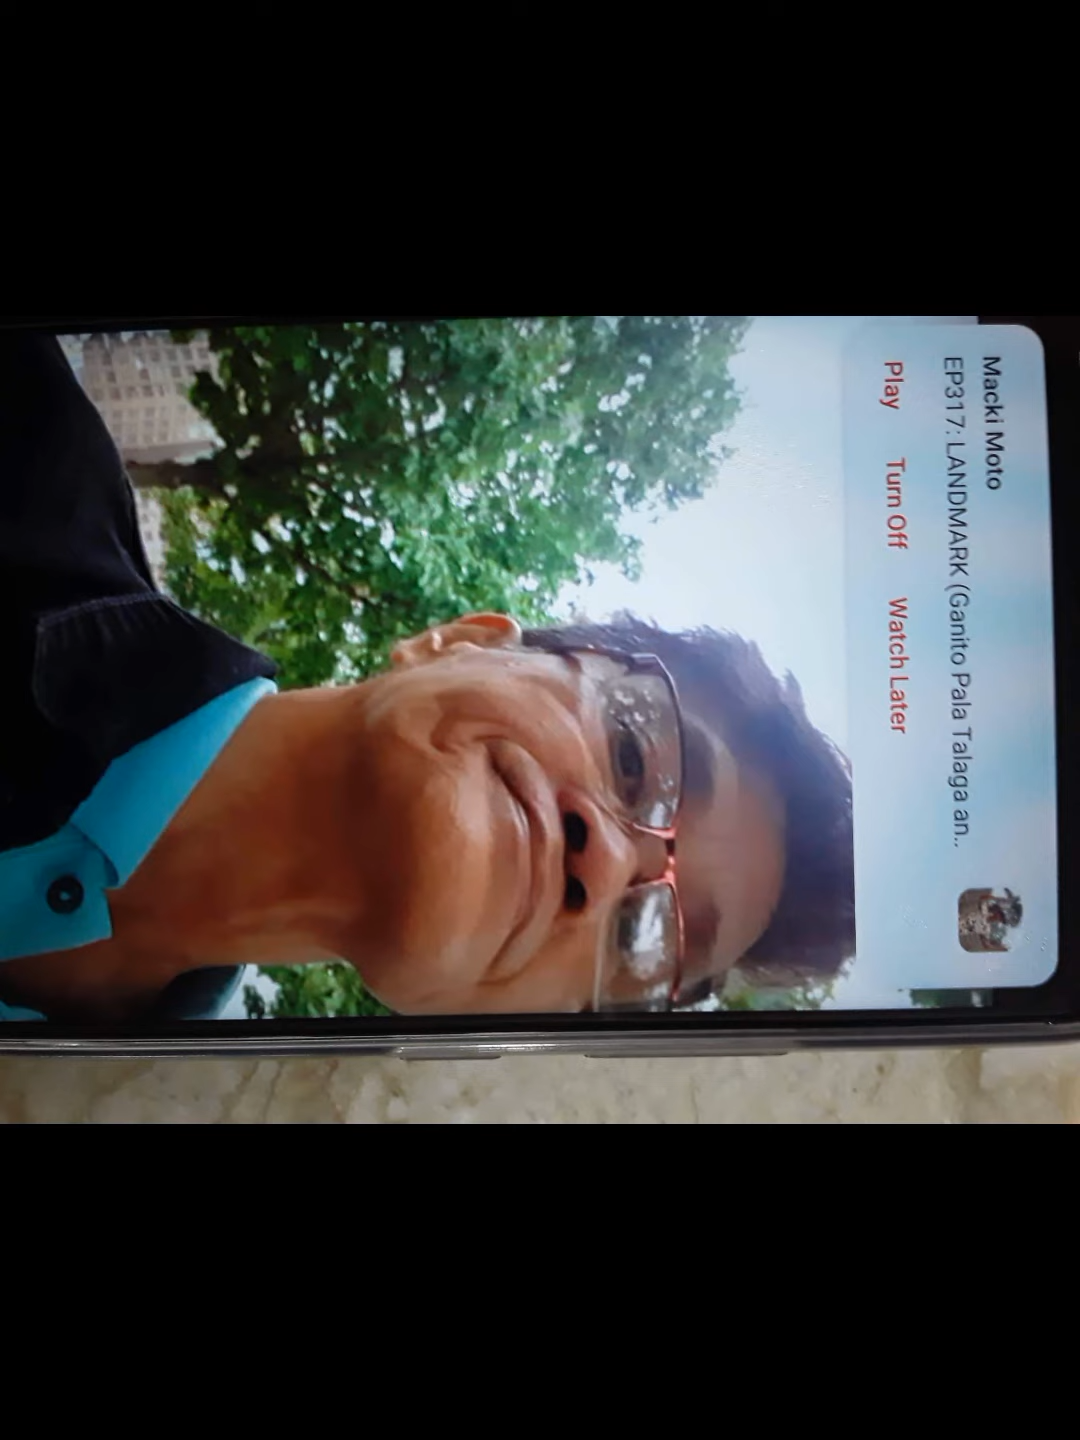 Macki Moto
EP317: LANDMARK (Ganito Pala Talaga an..
Play Turn Off Watch Later